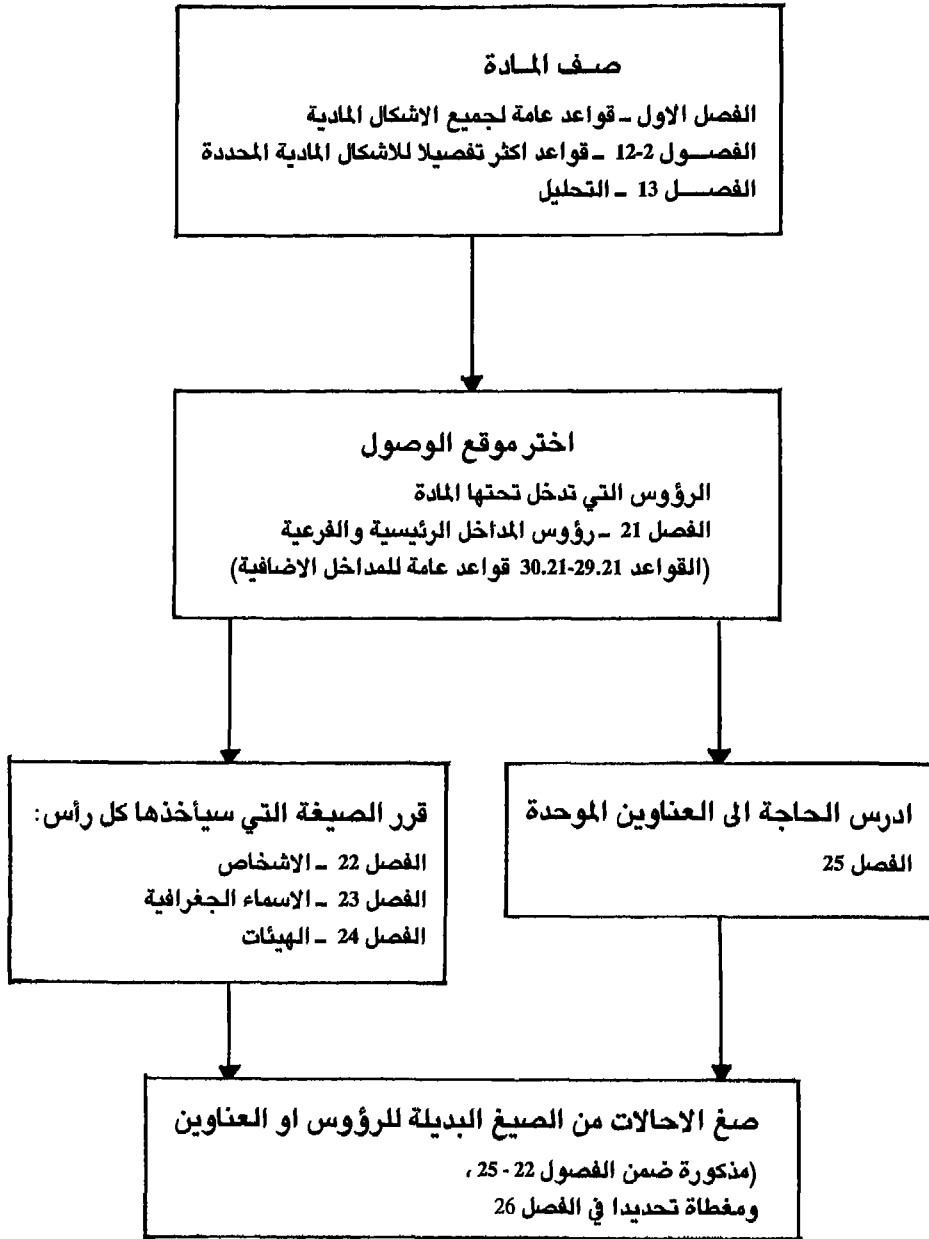 صف المادة
الفصل الاول ـ قواعد عامة لجميع الاشكال المادية
الفصول 2-12 ـ قواعد اكثر تفصيلا للاشكال المادية المحددة
الفصل 13 ـ التحليل
اختر موقع الوصول
الرؤوس التي تدخل تحتها المادة
الفصل 21 ـ رؤوس المداخل الرئيسية والفرعية
(القواعد 29.21-30.21 قواعد عامة للمداخل الاضافية)
ادرس الحاجة الى العناوين الموحدة
الفصل 25
قرر الصيغة التي سيأخذها كل رأس:
الفصل 22 ـ الاشخاص
الفصل 23 ـ الاسماء الجغرافية
الفصل 24 ـ الهيئات
صغ الاحالات من الصيغ البديلة للرؤوس او العناوين
(مذكورة ضمن الفصول 22 - 25 ،
ومغطاة تحديدا في الفصل 26